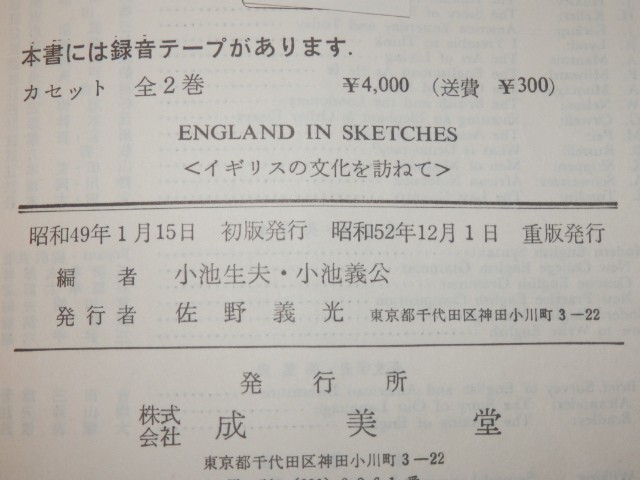 本書には録音テープがあります.
カセット 全2巻 ¥4,000 (送費 ¥300)
ENGLAND IN SKETCHES
<イギリスの文化を訪ねて>
昭和49年1月15日 初版発行 昭和52年12月1日 重版発行
編者 小池生夫・小池義公
発行者 佐野義光 東京都千代田区神田小川町3-22
発行所
株式会社 成美堂
東京都千代田区神田小川町3-22